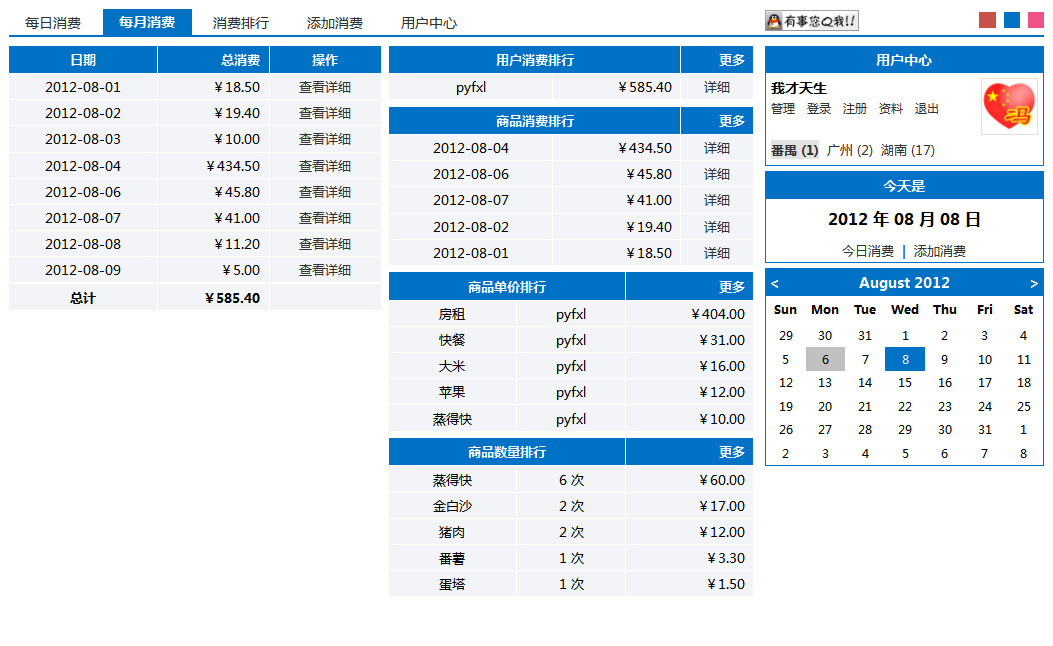 每日消费 每月消费 消费排行 添加消费 用户中心 有事您Q我!!
日期 总消费 操作
2012-08-01 ￥18.50 查看详细
2012-08-02 ￥19.40 查看详细
2012-08-03 ￥10.00 查看详细
2012-08-04 ￥434.50 查看详细
2012-08-06 ￥45.80 查看详细
2012-08-07 ￥41.00 查看详细
2012-08-08 ￥11.20 查看详细
2012-08-09 ￥5.00 查看详细
总计 ￥585.40
用户消费排行 更多
pyfxl ￥585.40 详细
商品消费排行 更多
2012-08-04 ￥434.50 详细
2012-08-06 ￥45.80 详细
2012-08-07 ￥41.00 详细
2012-08-02 ￥19.40 详细
2012-08-01 ￥18.50 详细
商品单价排行 更多
房租 pyfxl ￥404.00
快餐 pyfxl ￥31.00
大米 pyfxl ￥16.00
苹果 pyfxl ￥12.00
蒸得快 pyfxl ￥10.00
商品数量排行 更多
蒸得快 6 次 ￥60.00
金白沙 2 次 ￥17.00
猪肉 2 次 ￥12.00
番薯 1 次 ￥3.30
蛋塔 1 次 ￥1.50
用户中心
我才天生
管理 登录 注册 资料 退出
冯
番禺 (1) 广州 (2) 湖南 (17)
今天是
2012 年 08 月 08 日
今日消费 | 添加消费
< August 2012 >
Sun Mon Tue Wed Thu Fri Sat
29 30 31 1 2 3 4
5 6 7 8 9 10 11
12 13 14 15 16 17 18
19 20 21 22 23 24 25
26 27 28 29 30 31 1
2 3 4 5 6 7 8